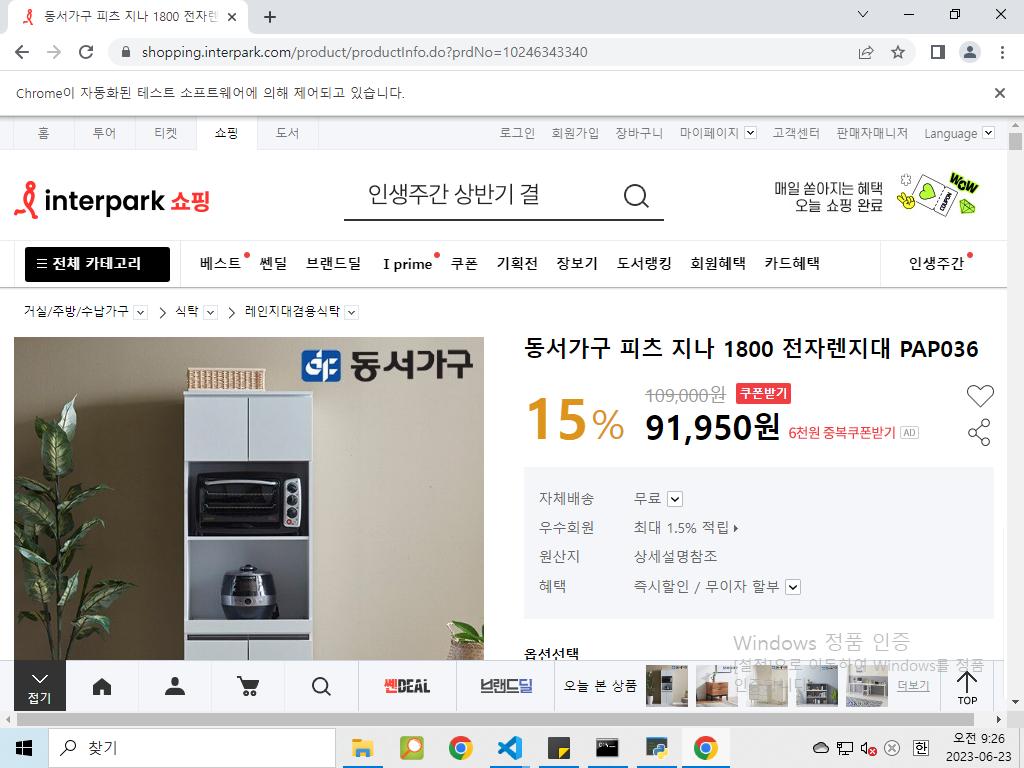 동서가구 피즈 지나 1800 전자렌
shopping.interpark.com/product/productInfo.do?prdNo=10246343340
Chrome이 자동화된 테스트 소프트웨어에 의해 제어되고 있습니다.
홈 투어 티켓 쇼핑 도서 로그인 회원가입 장바구니 마이페이지 고객센터 판매자매니저 Language
interpark 쇼핑
인생주간 상반기 결
매일 쏟아지는 혜택
오늘 쇼핑 완료
WOW
COUPON
전체 카테고리 베스트 쎈딜 브랜드딜 I prime 쿠폰 기획전 장보기 도서랭킹 회원혜택 카드혜택 인생주간
거실/주방/수납가구 > 식탁 > 레인지대겸용식탁
동서가구
동서가구 피츠 지나 1800 전자렌지대 PAP036
15%
109,000원 쿠폰받기
91,950원 6천원 중복쿠폰받기 AD
자체배송 무료
우수회원 최대 1.5% 적립
원산지 상세설명참조
혜택 즉시할인 / 무이자 할부
옵션선택
Windows 정품 인증
[설정]으로 이동하여 Windows를 정품
인증합니다.
접기
쎈DEAL
브랜드딜
오늘 본 상품
더보기
TOP
찾기
한
오전 9:26
2023-06-23